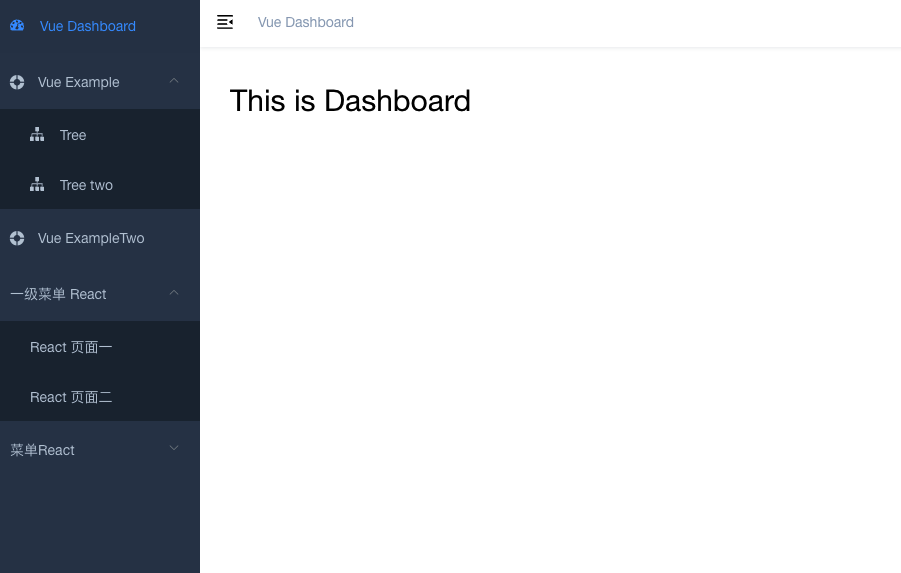 Vue Dashboard
Vue Example
Tree
Tree two
Vue ExampleTwo
一级菜单 React
React 页面一
React 页面二
菜单React
Vue Dashboard
This is Dashboard